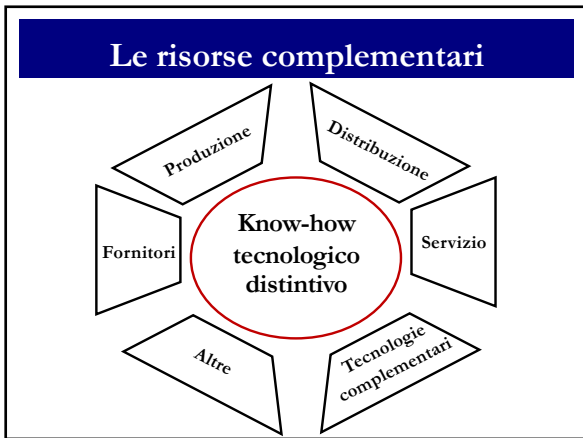 Le risorse complementari
Produzione
Distribuzione
Fornitori
Know-how
tecnologico
distintivo
Servizio
Altre
Tecnologie
complementari